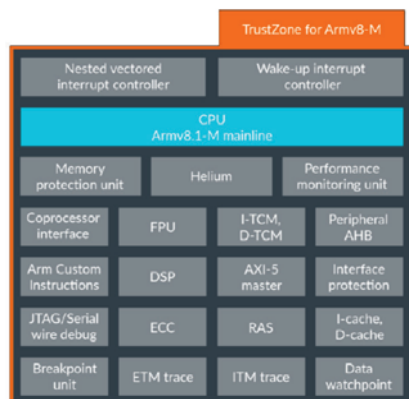 TrustZone for Armv8-M
Nested vectored
interrupt controller
Wake-up interrupt
controller
CPU
Armv8.1-M mainline
Memory
protection unit
Helium
Performance
monitoring unit
Coprocessor
interface
FPU
I-TCM,
D-TCM
Peripheral
AHB
Arm Custom
Instructions
DSP
AXI-5
master
Interface
protection
JTAG/Serial
wire debug
ECC
RAS
I-cache,
D-cache
Breakpoint
unit
ETM trace
ITM trace
Data
watchpoint